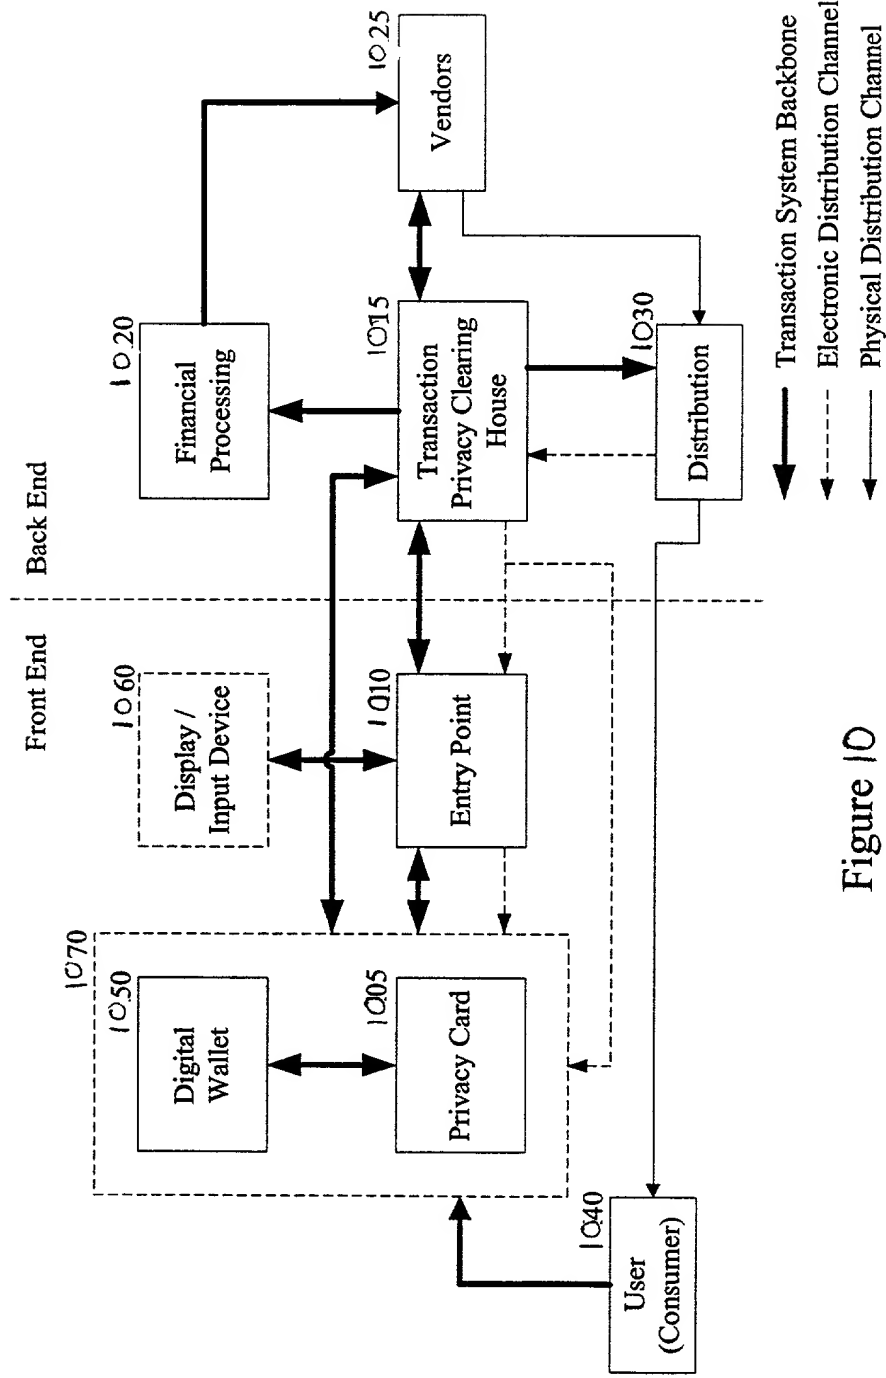 Front End
Back End
1070
1050
Digital
Wallet
1060
Display /
Input Device
1020
Financial
Processing
1005
Privacy Card
1010
Entry Point
1015
Transaction
Privacy Clearing
House
1025
Vendors
1040
User
(Consumer)
1030
Distribution
Transaction System Backbone
Electronic Distribution Channel
Physical Distribution Channel
Figure 10